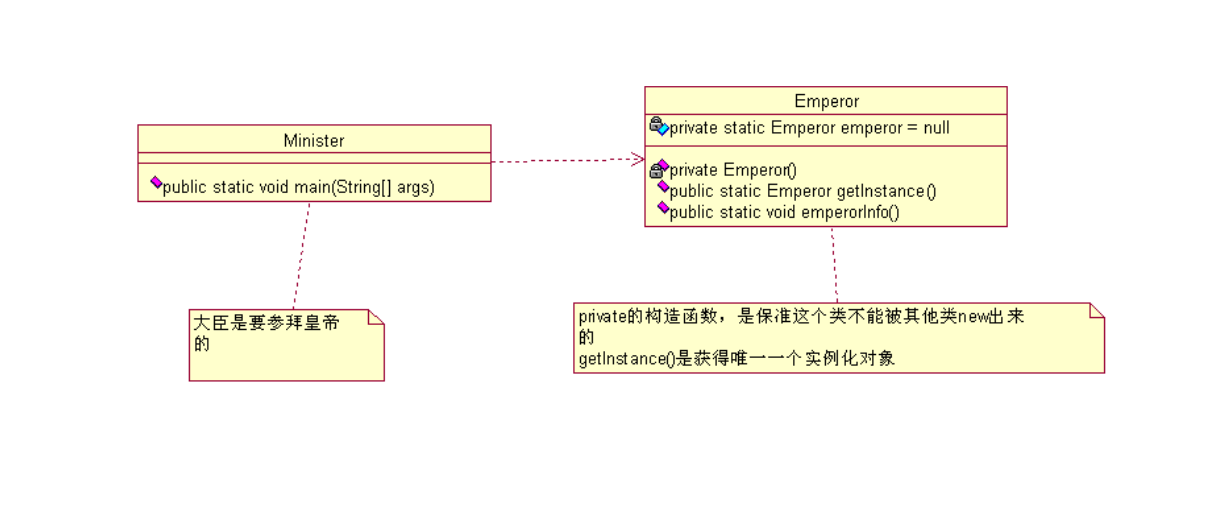 Minister
public static void main(String[] args)
大臣是要参拜皇帝
的
Emperor
private static Emperor emperor = null
private Emperor()
public static Emperor getInstance()
public static void emperorInfo()
private的构造函数，是保准这个类不能被其他类new出来
的
getInstance()是获得唯一一个实例化对象